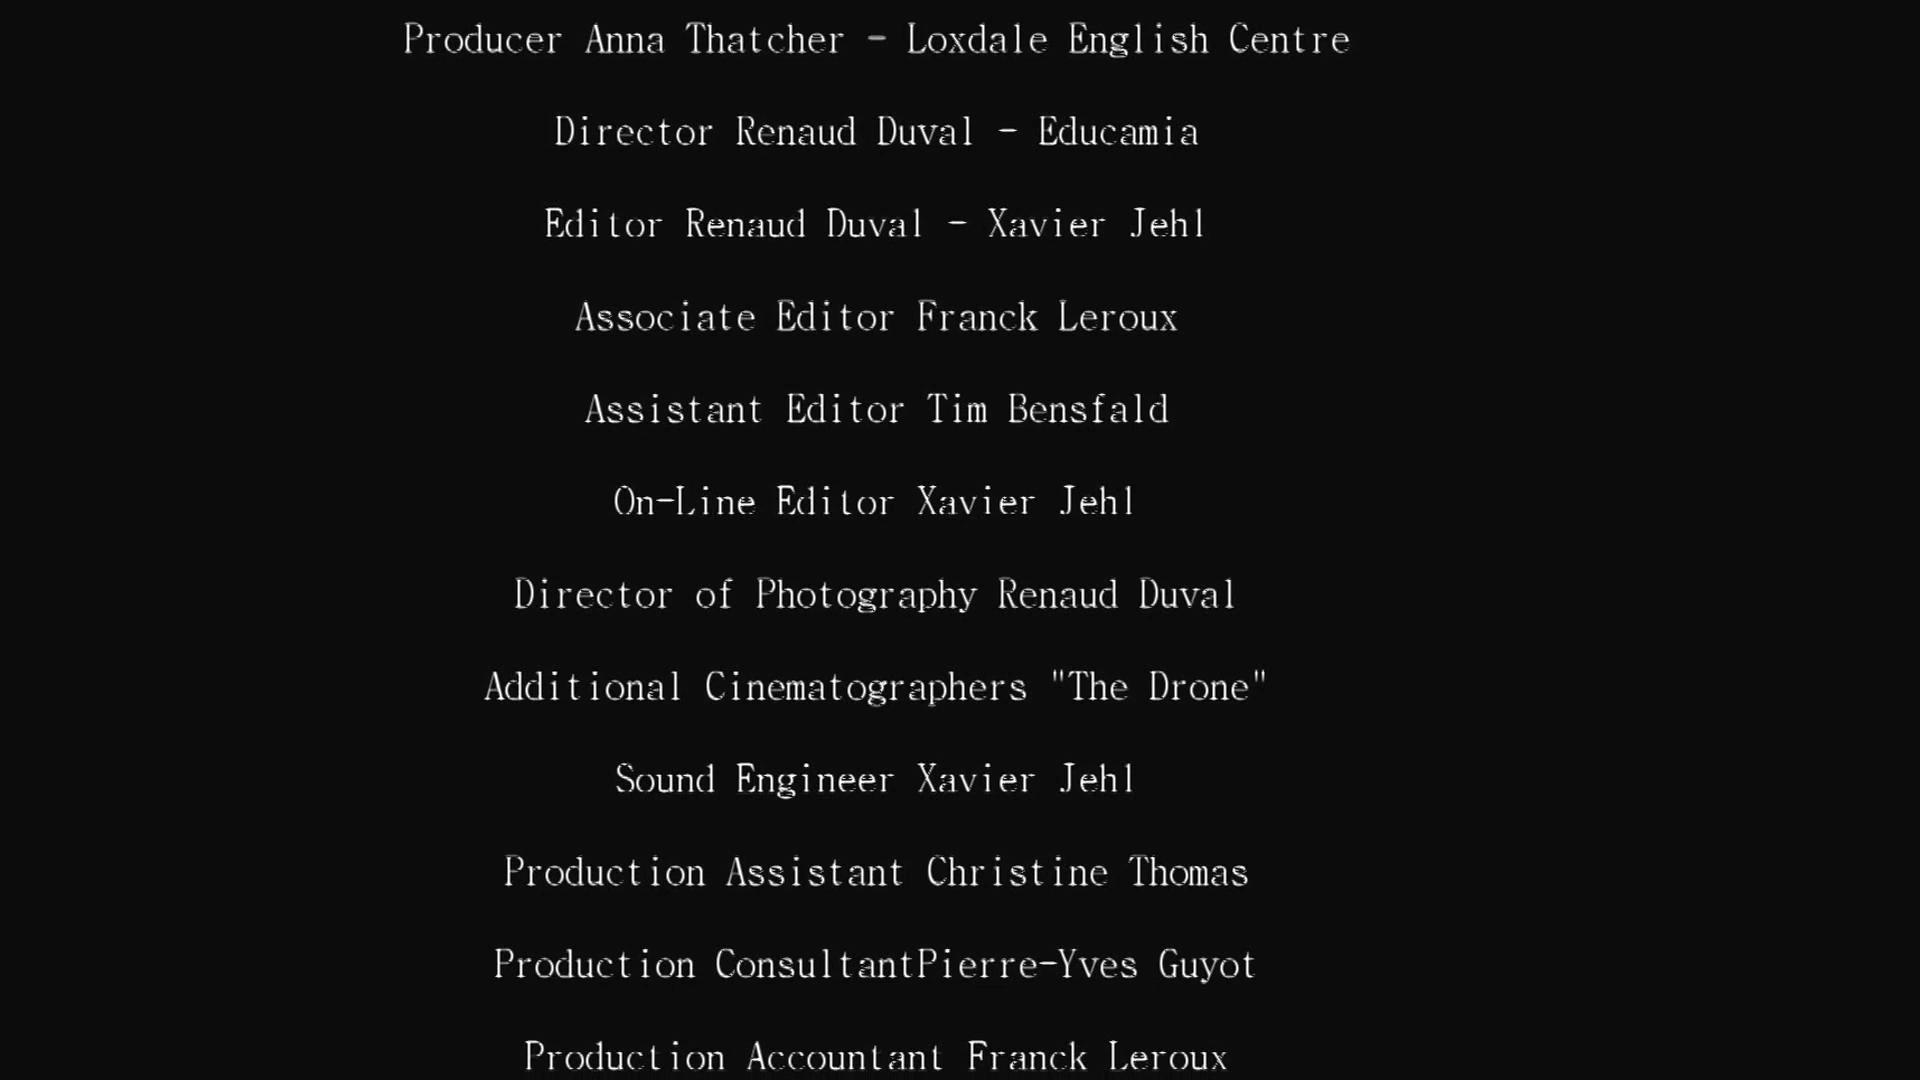 Producer Anna Thatcher - Loxdale English Centre
Director Renaud Duval - Educamia
Editor Renaud Duval - Xavier Jehl
Associate Editor Franck Leroux
Assistant Editor Tim Bensfald
On-Line Editor Xavier Jehl
Director of Photography Renaud Duval
Additional Cinematographers "The Drone"
Sound Engineer Xavier Jehl
Production Assistant Christine Thomas
Production ConsultantPierre-Yves Guyot
Production Accountant Franck Leroux